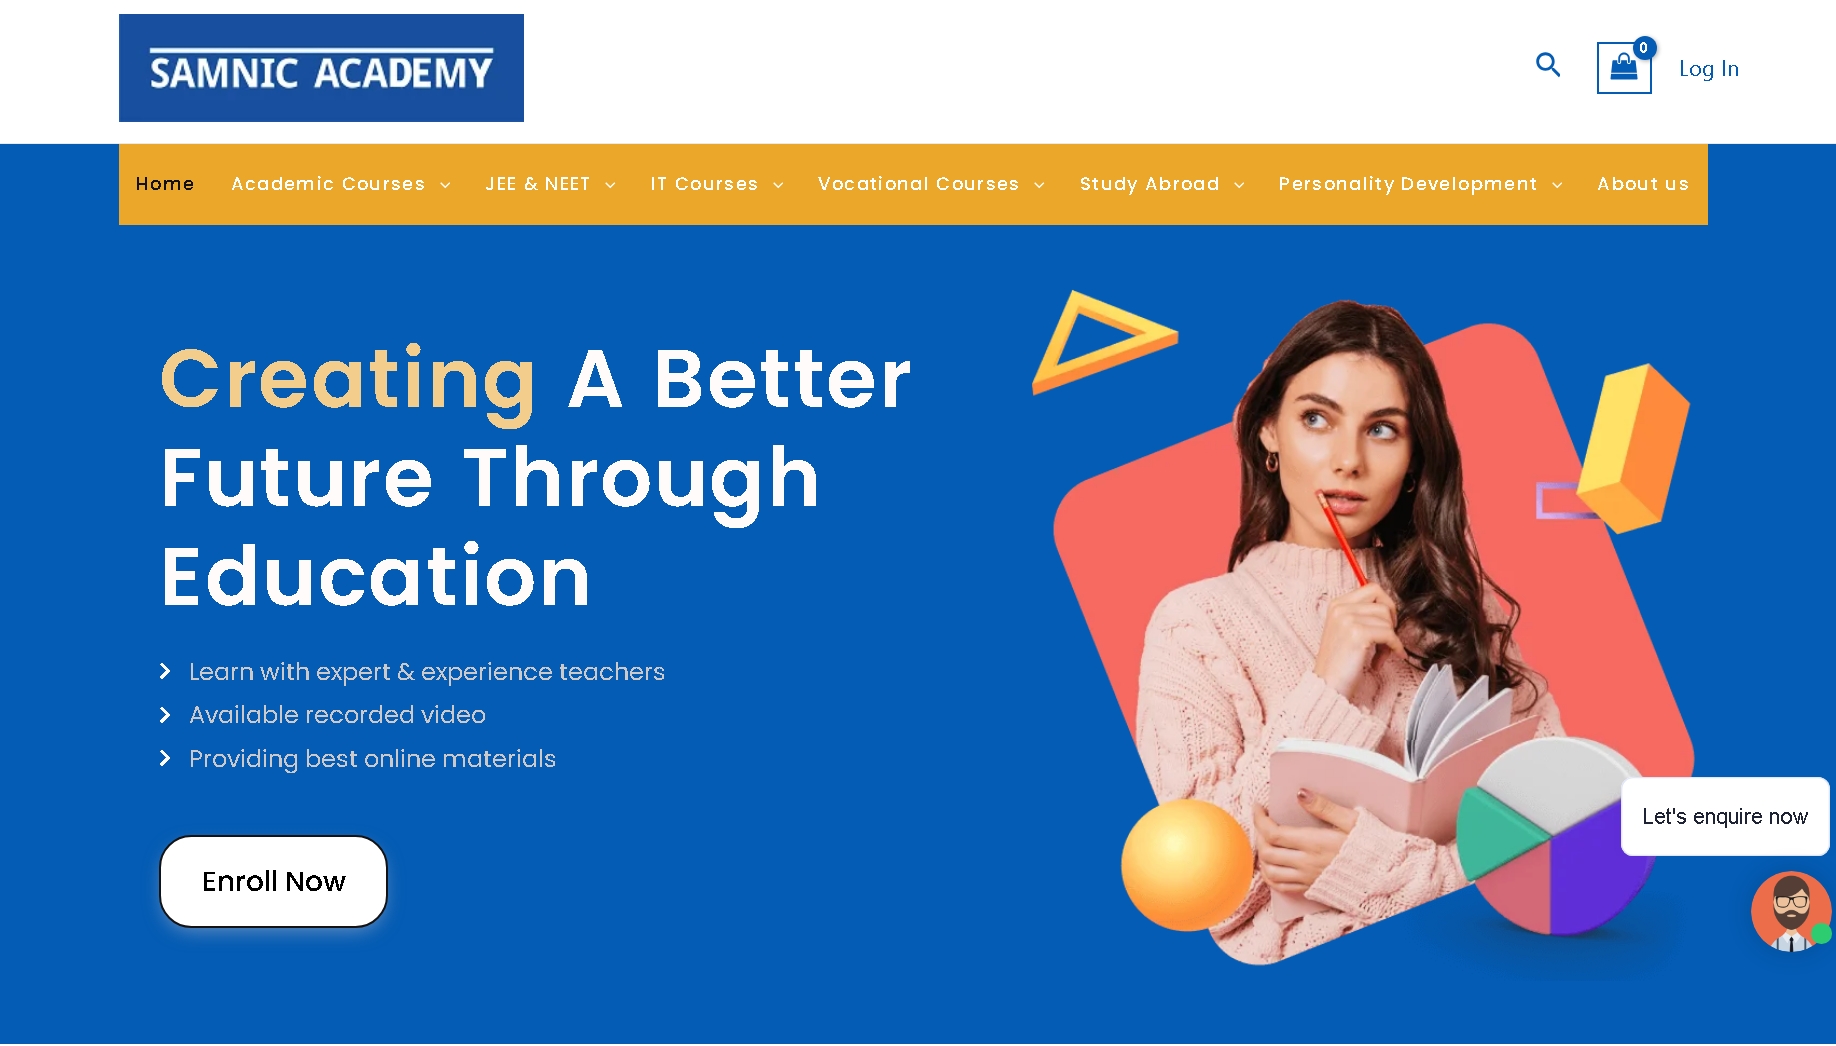 SAMNIC ACADEMY
0
Log In
Home Academic Courses JEE & NEET IT Courses Vocational Courses Study Abroad Personality Development About us
Creating A Better
Future Through
Education
Learn with expert & experience teachers
Available recorded video
Providing best online materials
Enroll Now
Let's enquire now